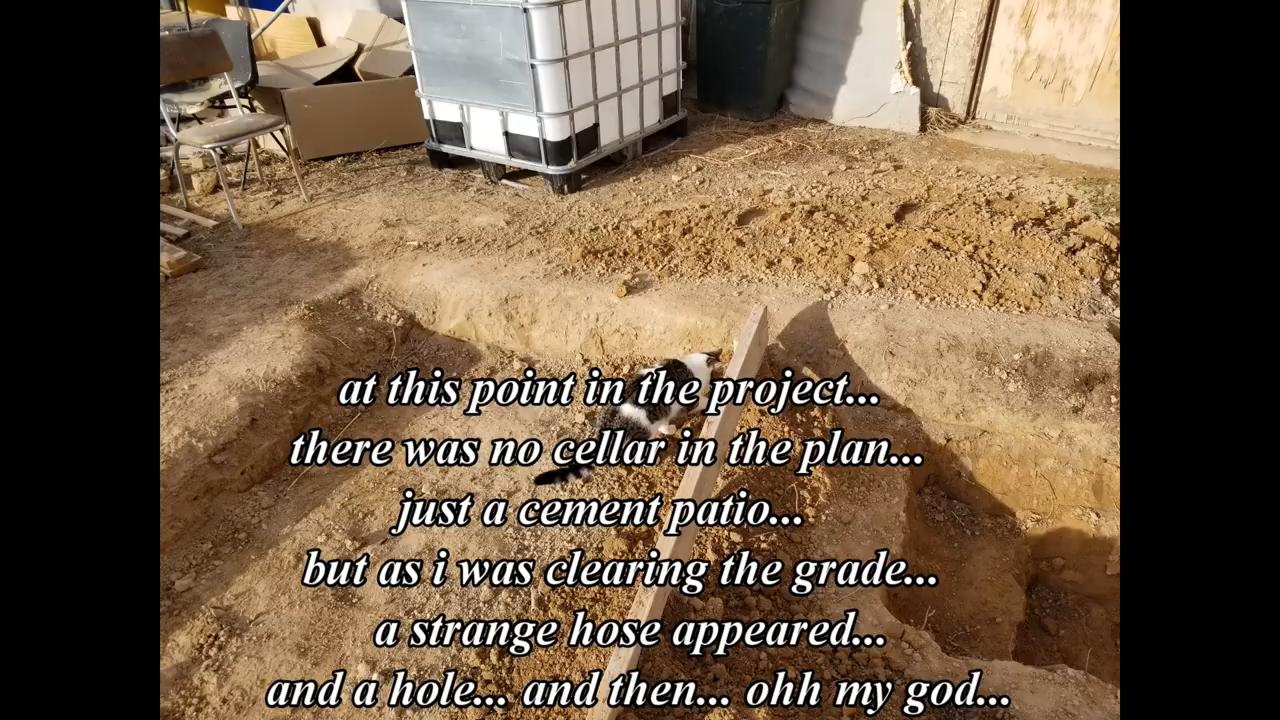 at this point in the project...
there was no cellar in the plan...
just a cement patio...
but as i was clearing the grade...
a strange hose appeared...
and a hole... and then... ohh my god...